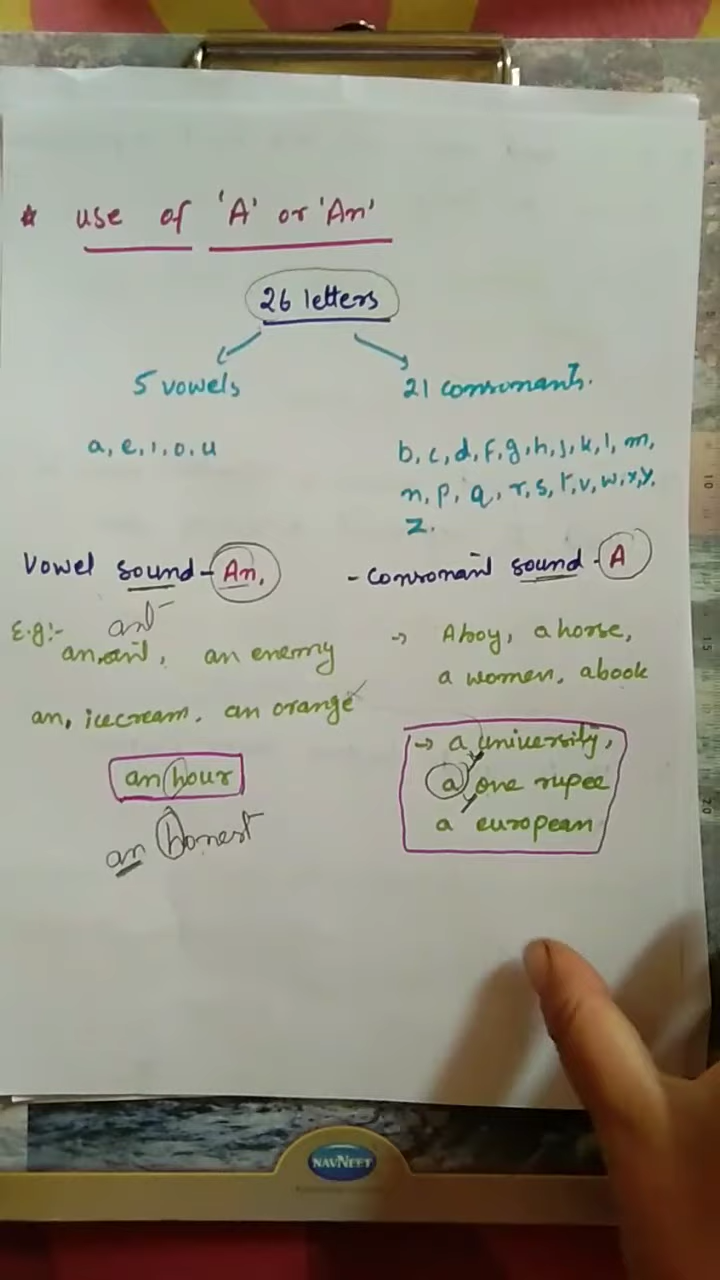 * use of 'A' or 'An'
26 letters
5 vowels
21 consonants.
a, e, i, o, u
b, c, d, f, g, h, j, k, l, m,
n, p, q, r, s, t, v, w, x, y,
z.
Vowel sound - An,
E.g:-
ant
an, ant, an enemy
an, icecream, an orange
an hour
an honest
- consonant sound - A
→ A boy, a horse,
a women, a book
→ a university,
a one rupee
a european
NAVNEET